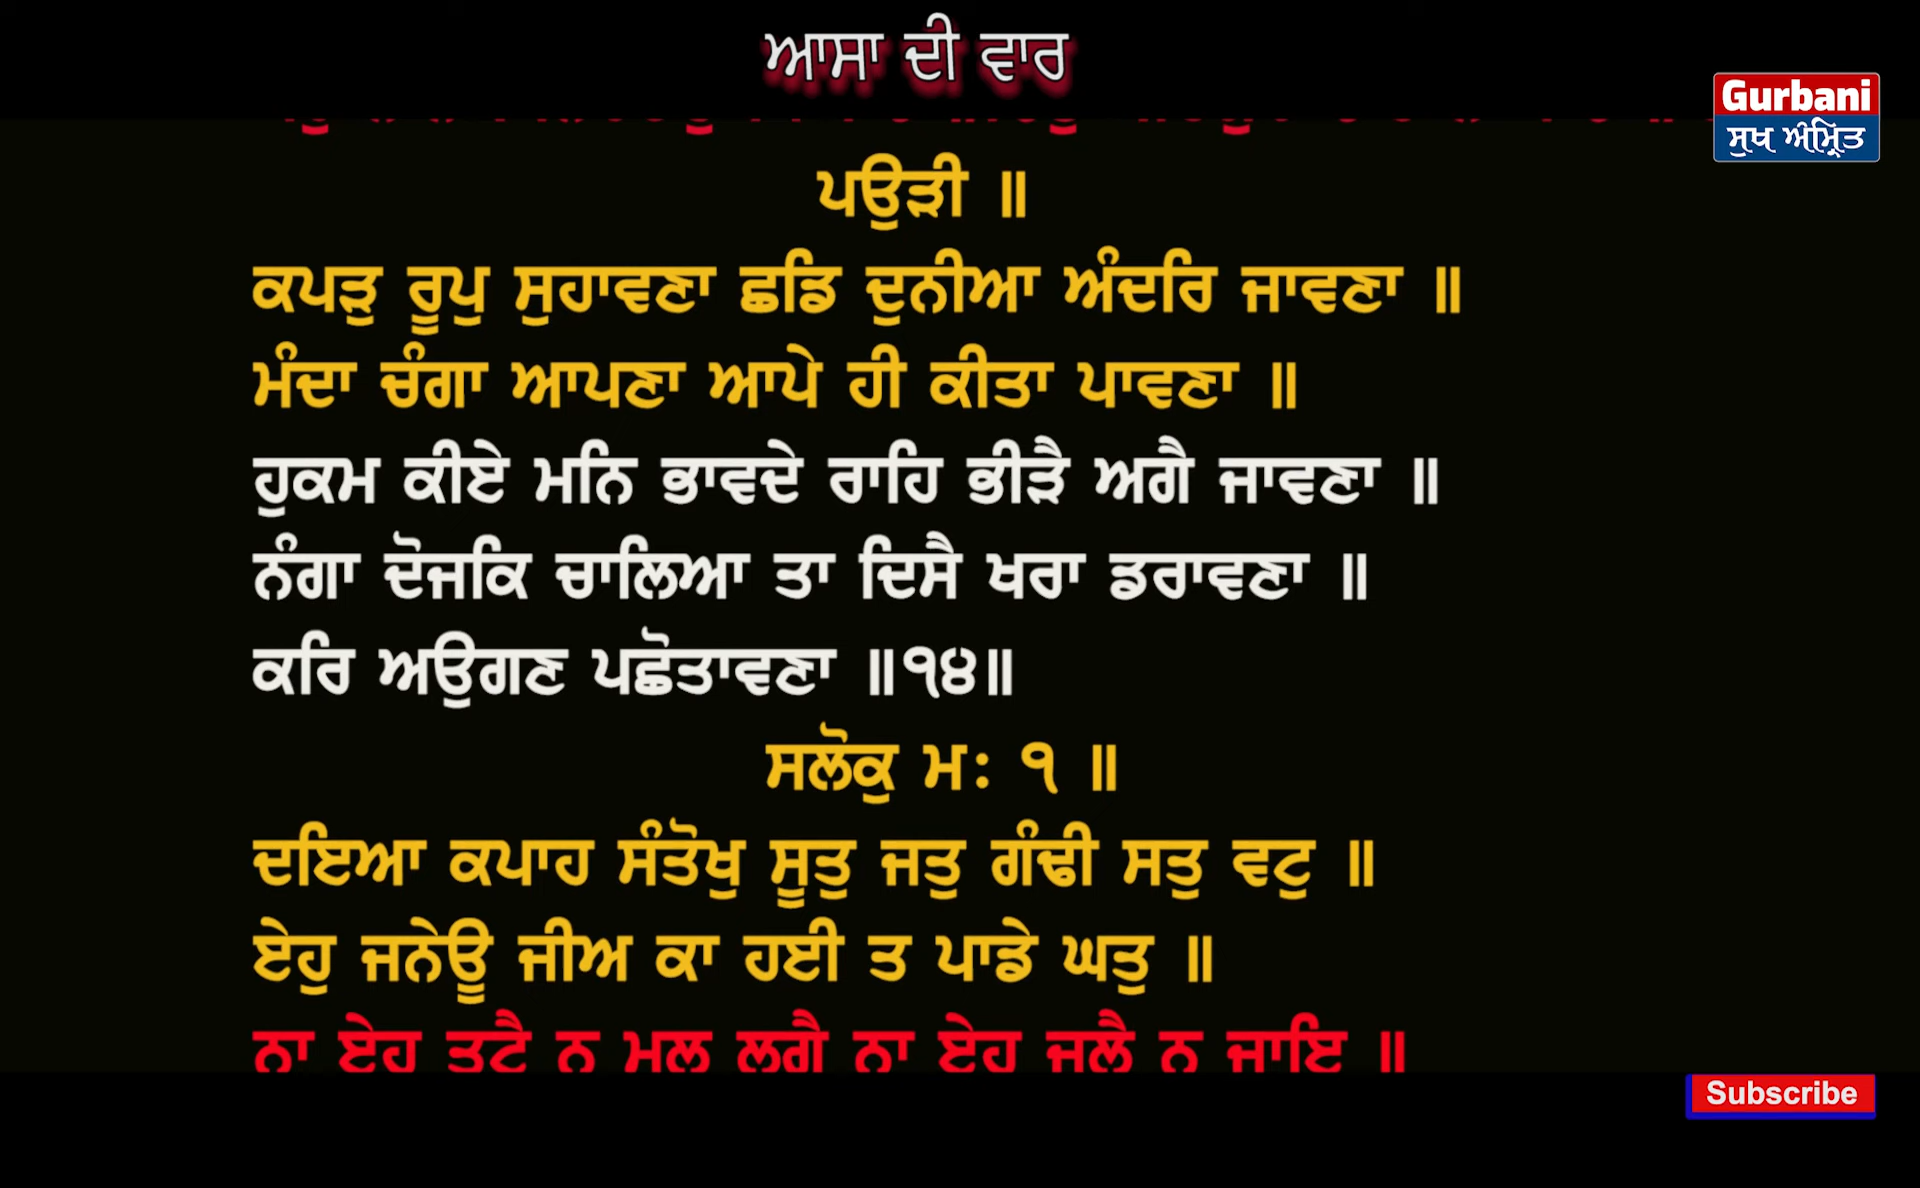 ਆਸਾ ਦੀ ਵਾਰ
Gurbani
ਸੁਖ ਅੰਮ੍ਰਿਤ
ਪਉੜੀ ॥
ਕਪੜੁ ਰੂਪੁ ਸੁਹਾਵਣਾ ਛਡਿ ਦੁਨੀਆ ਅੰਦਰਿ ਜਾਵਣਾ ॥
ਮੰਦਾ ਚੰਗਾ ਆਪਣਾ ਆਪੇ ਹੀ ਕੀਤਾ ਪਾਵਣਾ ॥
ਹੁਕਮ ਕੀਏ ਮਨਿ ਭਾਵਦੇ ਰਾਹਿ ਭੀੜੈ ਅਗੈ ਜਾਵਣਾ ॥
ਨੰਗਾ ਦੋਜਕਿ ਚਾਲਿਆ ਤਾ ਦਿਸੈ ਖਰਾ ਡਰਾਵਣਾ ॥
ਕਰਿ ਅਉਗਣ ਪਛੋਤਾਵਣਾ ॥੧੪॥
ਸਲੋਕੁ ਮਃ ੧ ॥
ਦਇਆ ਕਪਾਹ ਸੰਤੋਖੁ ਸੂਤੁ ਜਤੁ ਗੰਢੀ ਸਤੁ ਵਟੁ ॥
ਏਹੁ ਜਨੇਊ ਜੀਅ ਕਾ ਹਈ ਤ ਪਾਡੇ ਘਤੁ ॥
ਨਾ ਏਹ ਤਟੈ ਨ ਮਲ ਲਗੈ ਨਾ ਏਹ ਜਲੈ ਨ ਜਾਇ ॥
Subscribe